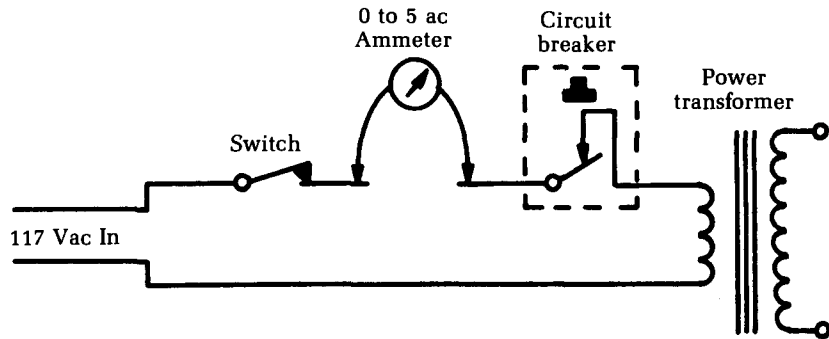 0 to 5 ac
Ammeter
Circuit
breaker
Power
transformer
Switch
117 Vac In